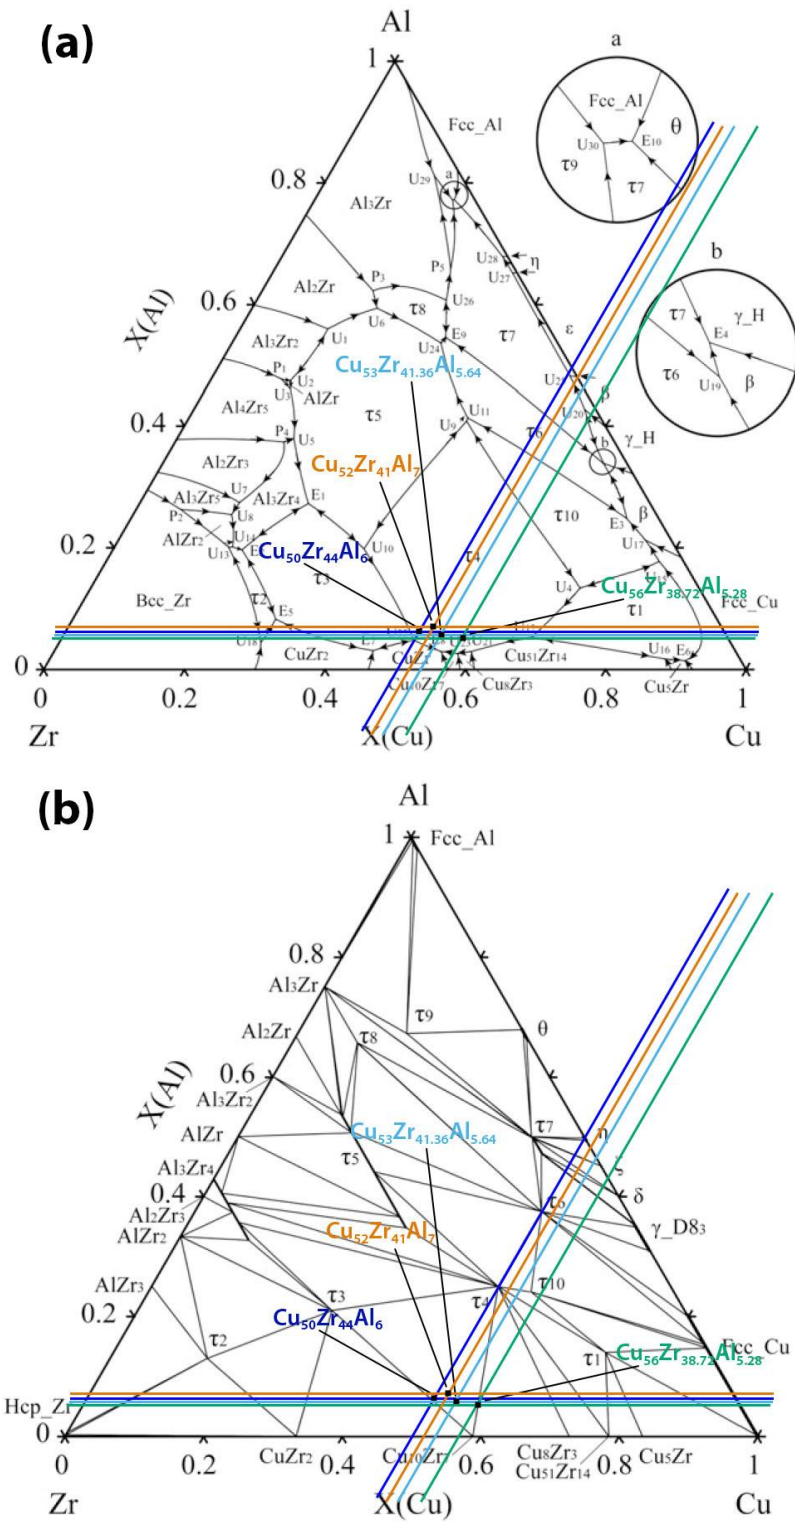 (a)
Al
1
a
Fcc_Al
θ
U30
E10
τ9
τ7
Fcc_Al
0.8
U29
a
Al3Zr
b
U28
η
U27
P5
P3
Al2Zr
τ8
U26
0.6
U6
X(Al)
U1
E9
τ7
ε
τ7
γ_H
E4
τ6
U19
β
Al3Zr2
U24
Cu53Zr41.36Al5.64
P1
U2
U3
AlZr
β
U20
Al4Zr5
τ5
U11
U9
τ6
γ_H
0.4
P4
U5
b
Al2Zr3
Cu52Zr41Al7
U7
Al3Zr5
Al3Zr4
E1
P2
U8
τ10
E3
β
AlZr2
U14
U13
0.2
Cu50Zr44Al6
U10
τ4
U17
τ3
U4
U15
Bcc_Zr
τ2
Cu56Zr38.72Al5.28
Fcc_Cu
E5
τ1
U18
E7
CuZr2
CuZr
U21
Cu51Zr14
U16
E6
0
Cu10Zr7
Cu8Zr3
Cu5Zr
0
0.2
0.4
0.6
0.8
1
Zr
X(Cu)
Cu
(b)
Al
1
Fcc_Al
0.8
Al3Zr
τ9
θ
Al2Zr
τ8
0.6
X(Al)
Al3Zr2
AlZr
Cu53Zr41.36Al5.64
τ7
η
τ5
ζ
Al3Zr4
0.4
δ
Al2Zr3
τ6
AlZr2
Cu52Zr41Al7
γ_D83
AlZr3
τ3
τ10
0.2
Cu50Zr44Al6
τ4
τ2
τ1
Fcc_Cu
Cu56Zr38.72Al5.28
Hcp_Zr
0
CuZr2
Cu10Zr7
Cu8Zr3
Cu51Zr14
Cu5Zr
0
0.2
0.4
0.6
0.8
1
Zr
X(Cu)
Cu